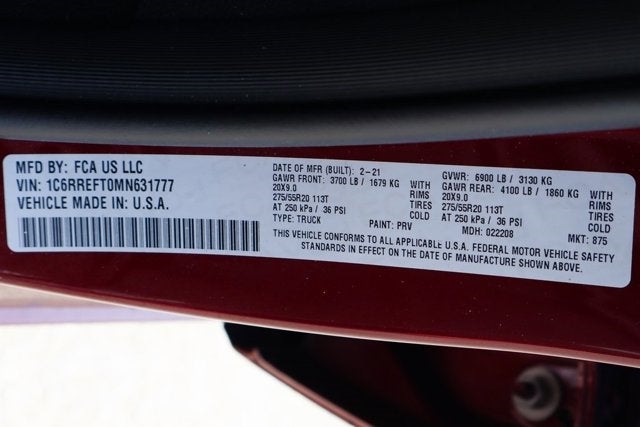 MFD BY: FCA US LLC
VIN: 1C6RREFT0MN631777
VEHICLE MADE IN: U.S.A.
DATE OF MFR (BUILT): 2-21
GAWR FRONT: 3700 LB / 1679 KG WITH
20X9.0 RIMS
275/55R20 113T TIRES
AT 250 kPa / 36 PSI COLD
TYPE: TRUCK PAINT: PRV
GVWR: 6900 LB / 3130 KG
GAWR REAR: 4100 LB / 1860 KG WITH
20X9.0 RIMS
275/55R20 113T TIRES
AT 250 kPa / 36 PSI COLD
MDH: 022208 MKT: 875
THIS VEHICLE CONFORMS TO ALL APPLICABLE U.S.A. FEDERAL MOTOR VEHICLE SAFETY
STANDARDS IN EFFECT ON THE DATE OF MANUFACTURE SHOWN ABOVE.